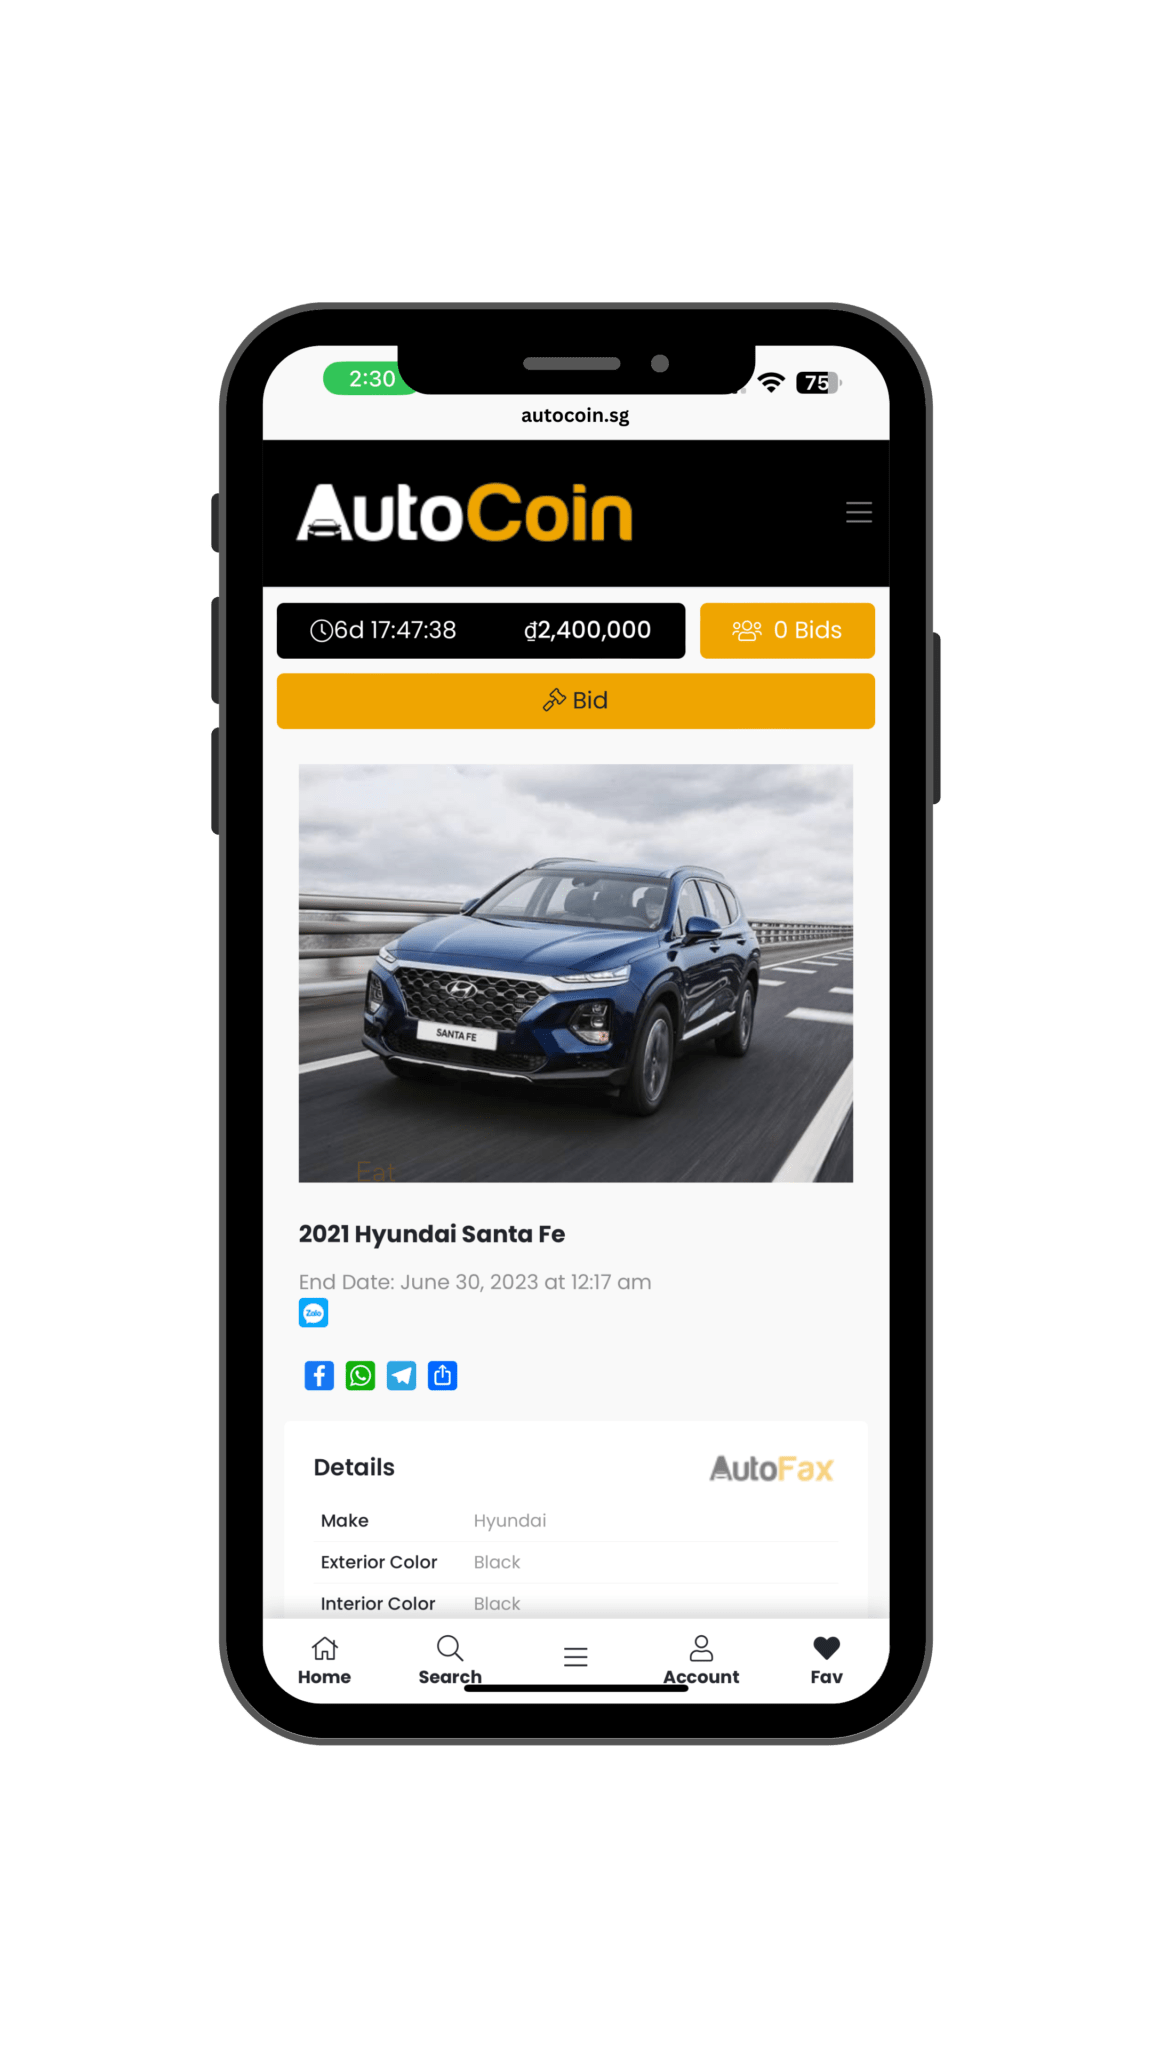 2:30
75
autocoin.sg
AutoCoin
6d 17:47:38
₫2,400,000
0 Bids
Bid
SANTA FE
Eat
2021 Hyundai Santa Fe
End Date: June 30, 2023 at 12:17 am
Zalo
Details
AutoFax
Make Hyundai
Exterior Color Black
Interior Color Black
Home Search Account Fav